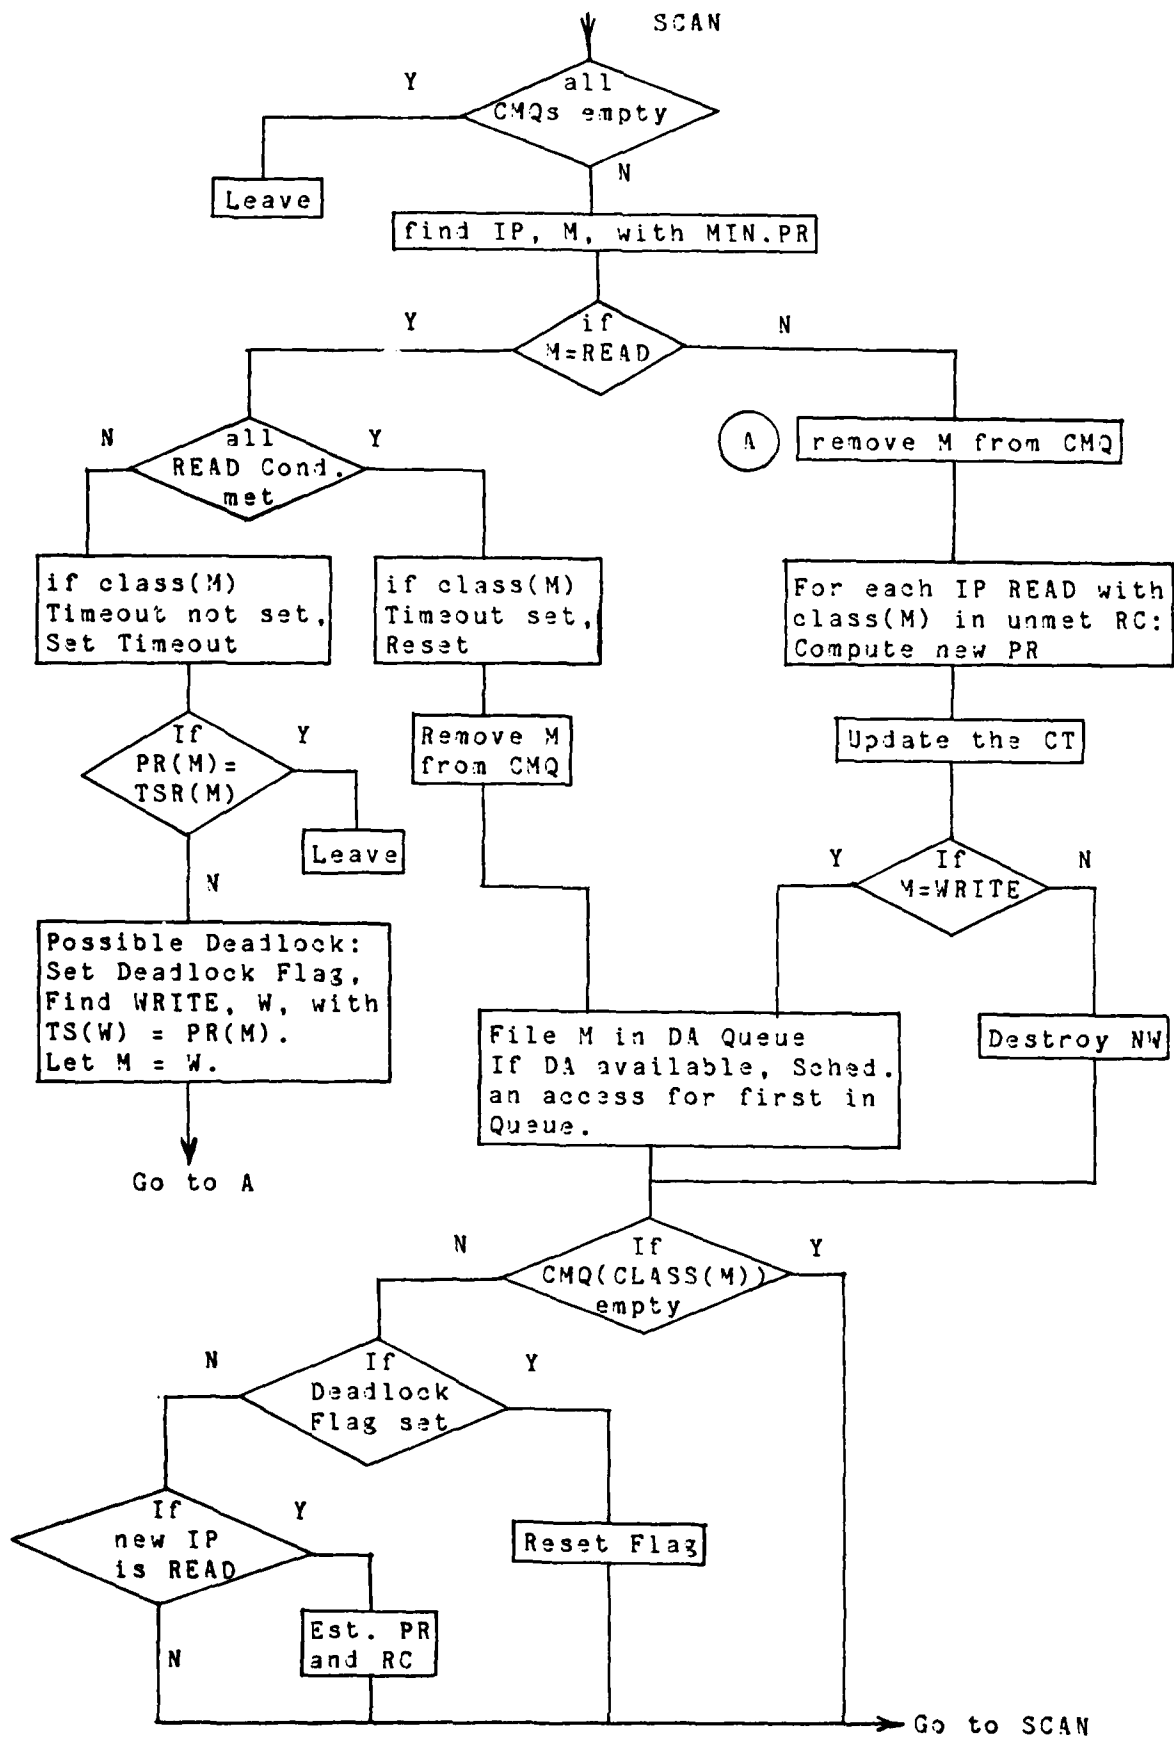 SCAN
Y
all
CMQs empty
N
Leave
find IP, M, with MIN.PR
Y
if
M=READ
N
N
all
READ Cond.
met
Y
A
remove M from CMQ
if class(M)
Timeout not set,
Set Timeout
if class(M)
Timeout set,
Reset
For each IP READ with
class(M) in unmet RC:
Compute new PR
If
PR(M)=
TSR(M)
Y
Remove M
from CMQ
Update the CT
Leave
N
Y
If
M=WRITE
N
Possible Deadlock:
Set Deadlock Flag,
Find WRITE, W, with
TS(W) = PR(M).
Let M = W.
File M in DA Queue
If DA available, Sched.
an access for first in
Queue.
Destroy NW
Go to A
N
If
CMQ(CLASS(M))
empty
Y
N
If
Deadlock
Flag set
Y
If
new IP
is READ
Y
Reset Flag
N
Est. PR
and RC
Go to SCAN